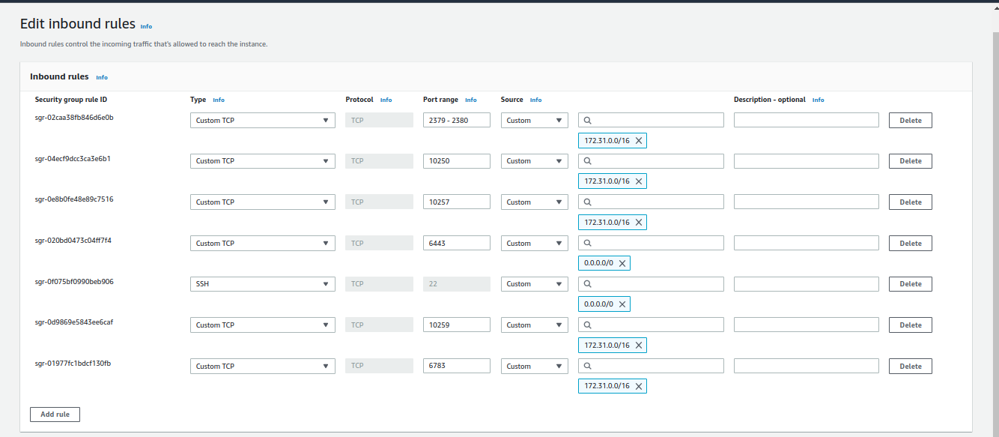 Edit inbound rules Info
Inbound rules control the incoming traffic that's allowed to reach the instance.
Inbound rules Info
Security group rule ID Type Info Protocol Info Port range Info Source Info Description - optional Info
sgr-02caa38fb846d6e0b Custom TCP TCP 2379 - 2380 Custom Delete
172.31.0.0/16
sgr-04ecf9dcc3ca3e6b1 Custom TCP TCP 10250 Custom Delete
172.31.0.0/16
sgr-0e8b0fe48e89c7516 Custom TCP TCP 10257 Custom Delete
172.31.0.0/16
sgr-020bd0473c04ff7f4 Custom TCP TCP 6443 Custom Delete
0.0.0.0/0
sgr-0f075bf0990beb906 SSH TCP 22 Custom Delete
0.0.0.0/0
sgr-0d9869e5843ee6caf Custom TCP TCP 10259 Custom Delete
172.31.0.0/16
sgr-01977fc1bdcf130fb Custom TCP TCP 6783 Custom Delete
172.31.0.0/16
Add rule